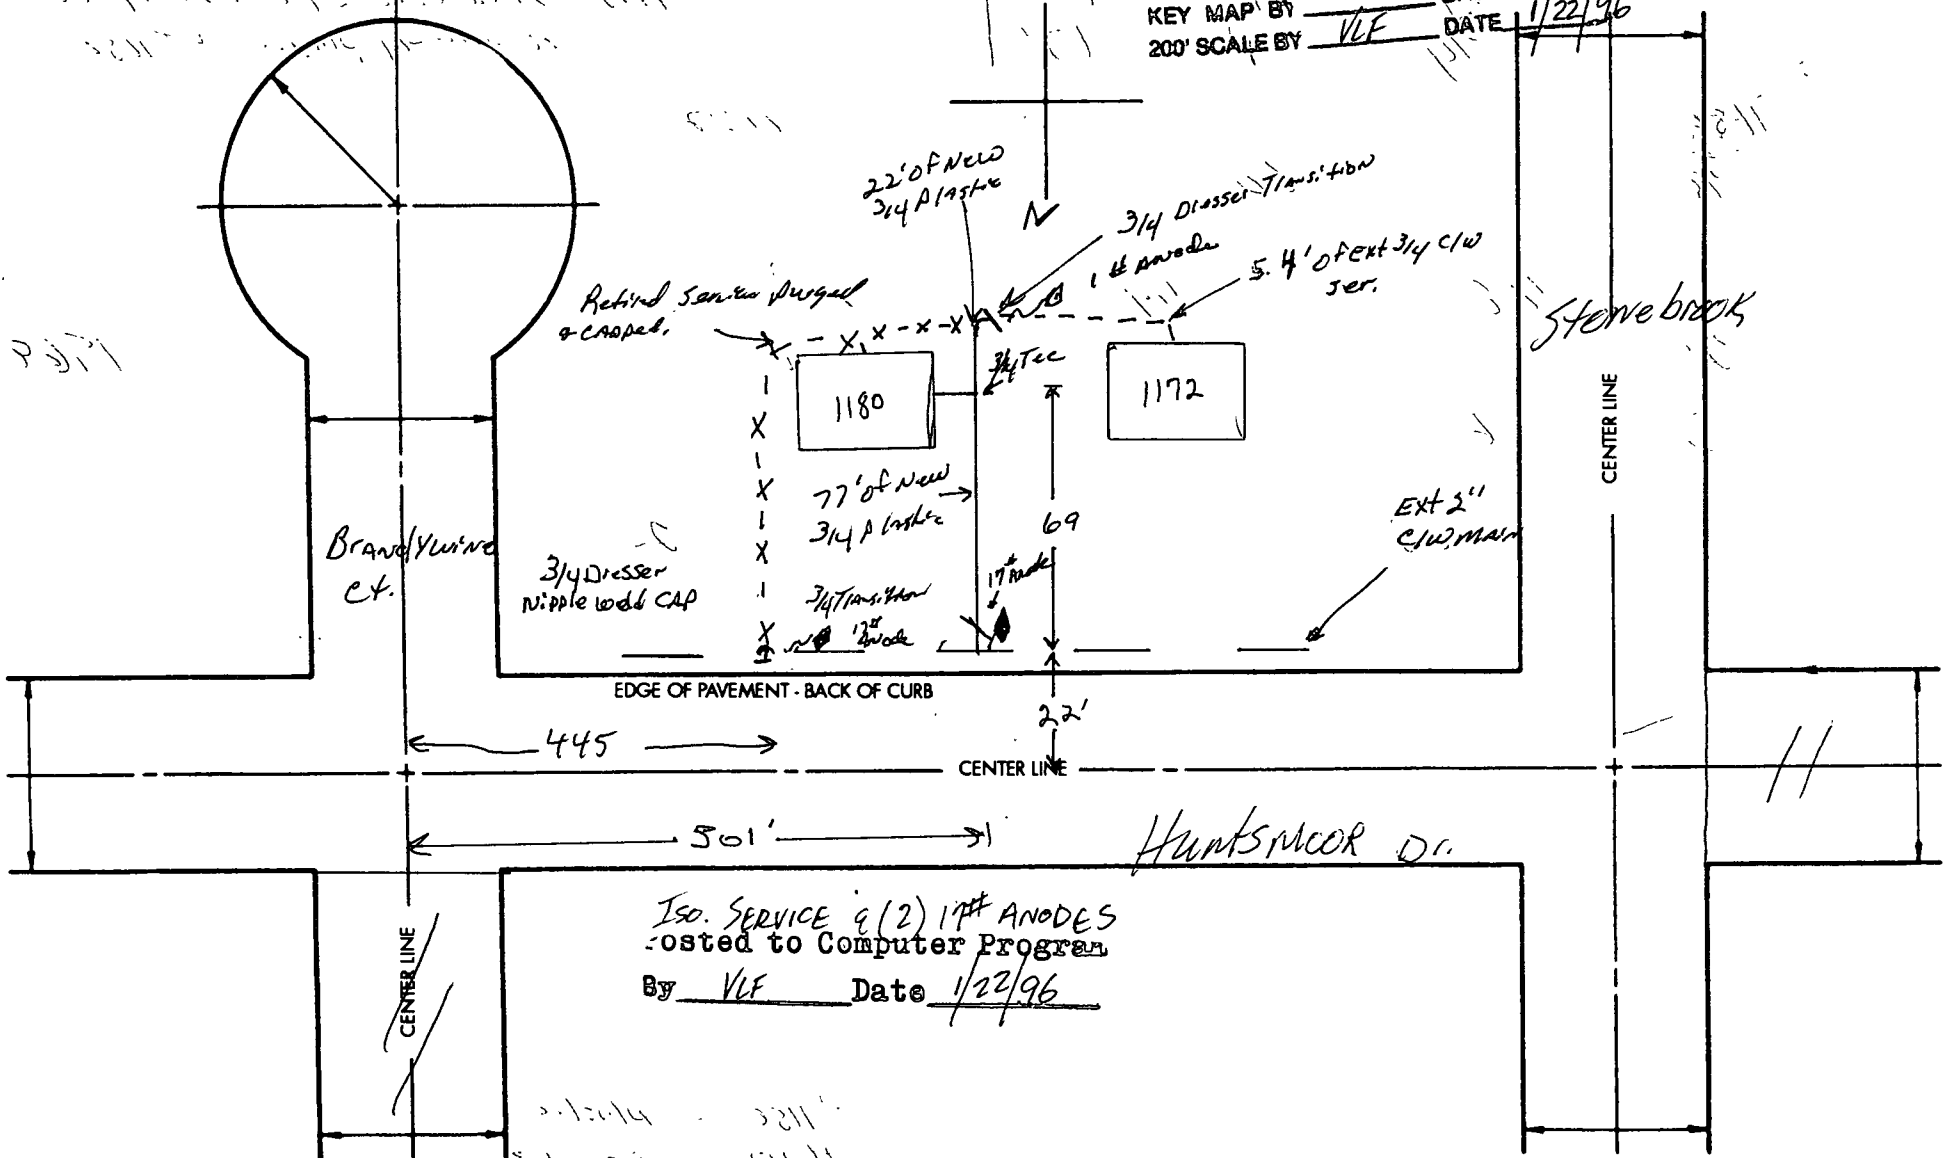 KEY MAP BY
200' SCALE BY VLF DATE 1/22/96
22' of New
3/4 Plastic
N
3/4 Dresser Transition
1# Anode
5.4' of Ext 3/4 C/W
Ser.
Retired Service Purged
& CAPPed.
Stonebrook
3/4 Tee
1180
1172
CENTER LINE
77' of New
3/4 Plastic
69
Ext 2"
C/W MAIN
BrANdYwiNe
Ct.
3/4 Dresser
Nipple weld CAP
17# Anode
3/4 Transition
17#
Anode
EDGE OF PAVEMENT - BACK OF CURB
22'
445
CENTER LINE
11
501'
HuntsMOOR Dr.
ISO. SERVICE & (2) 17# ANODES
osted to Computer Program
By VLF Date 1/22/96
CENTER LINE